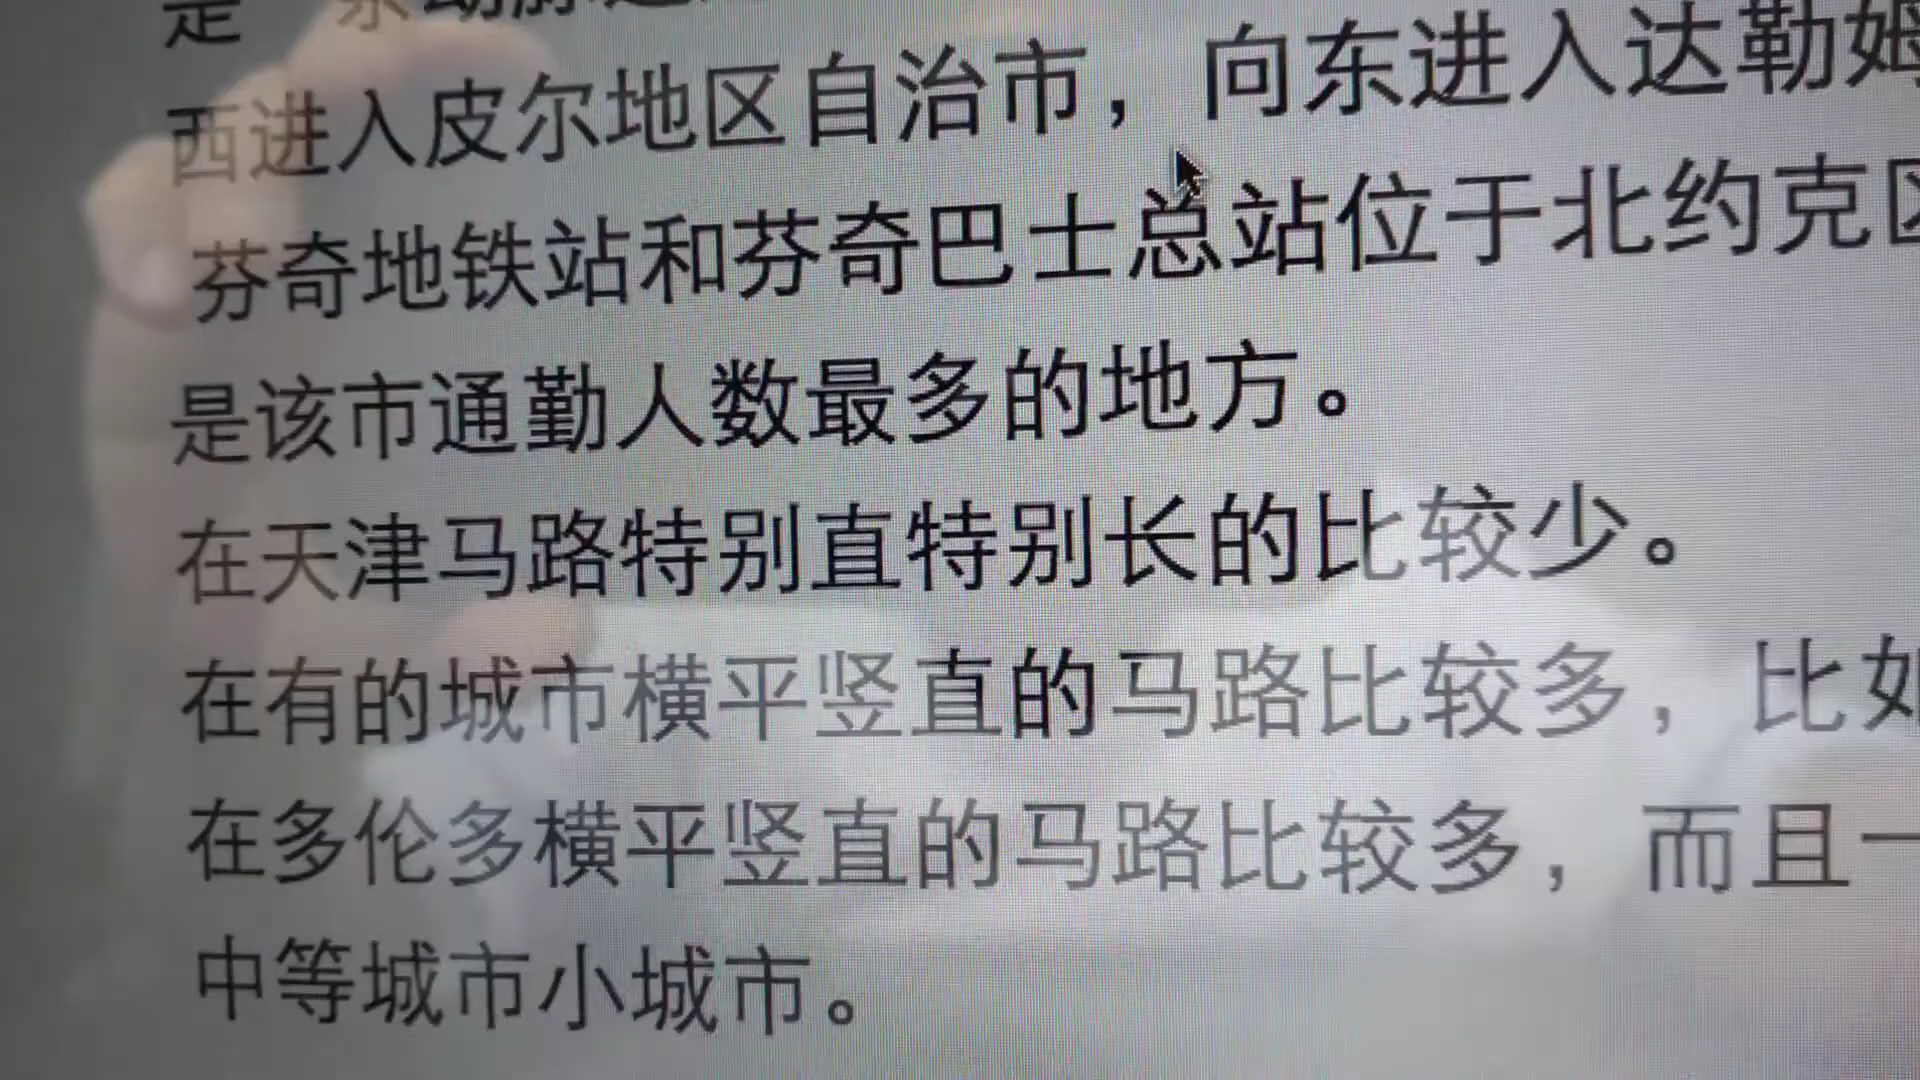 是
西进入皮尔地区自治市，向东进入达勒姆
芬奇地铁站和芬奇巴士总站位于北约克区
是该市通勤人数最多的地方。
在天津马路特别直特别长的比较少。
在有的城市横平竖直的马路比较多，比如
在多伦多横平竖直的马路比较多，而且一
中等城市小城市。